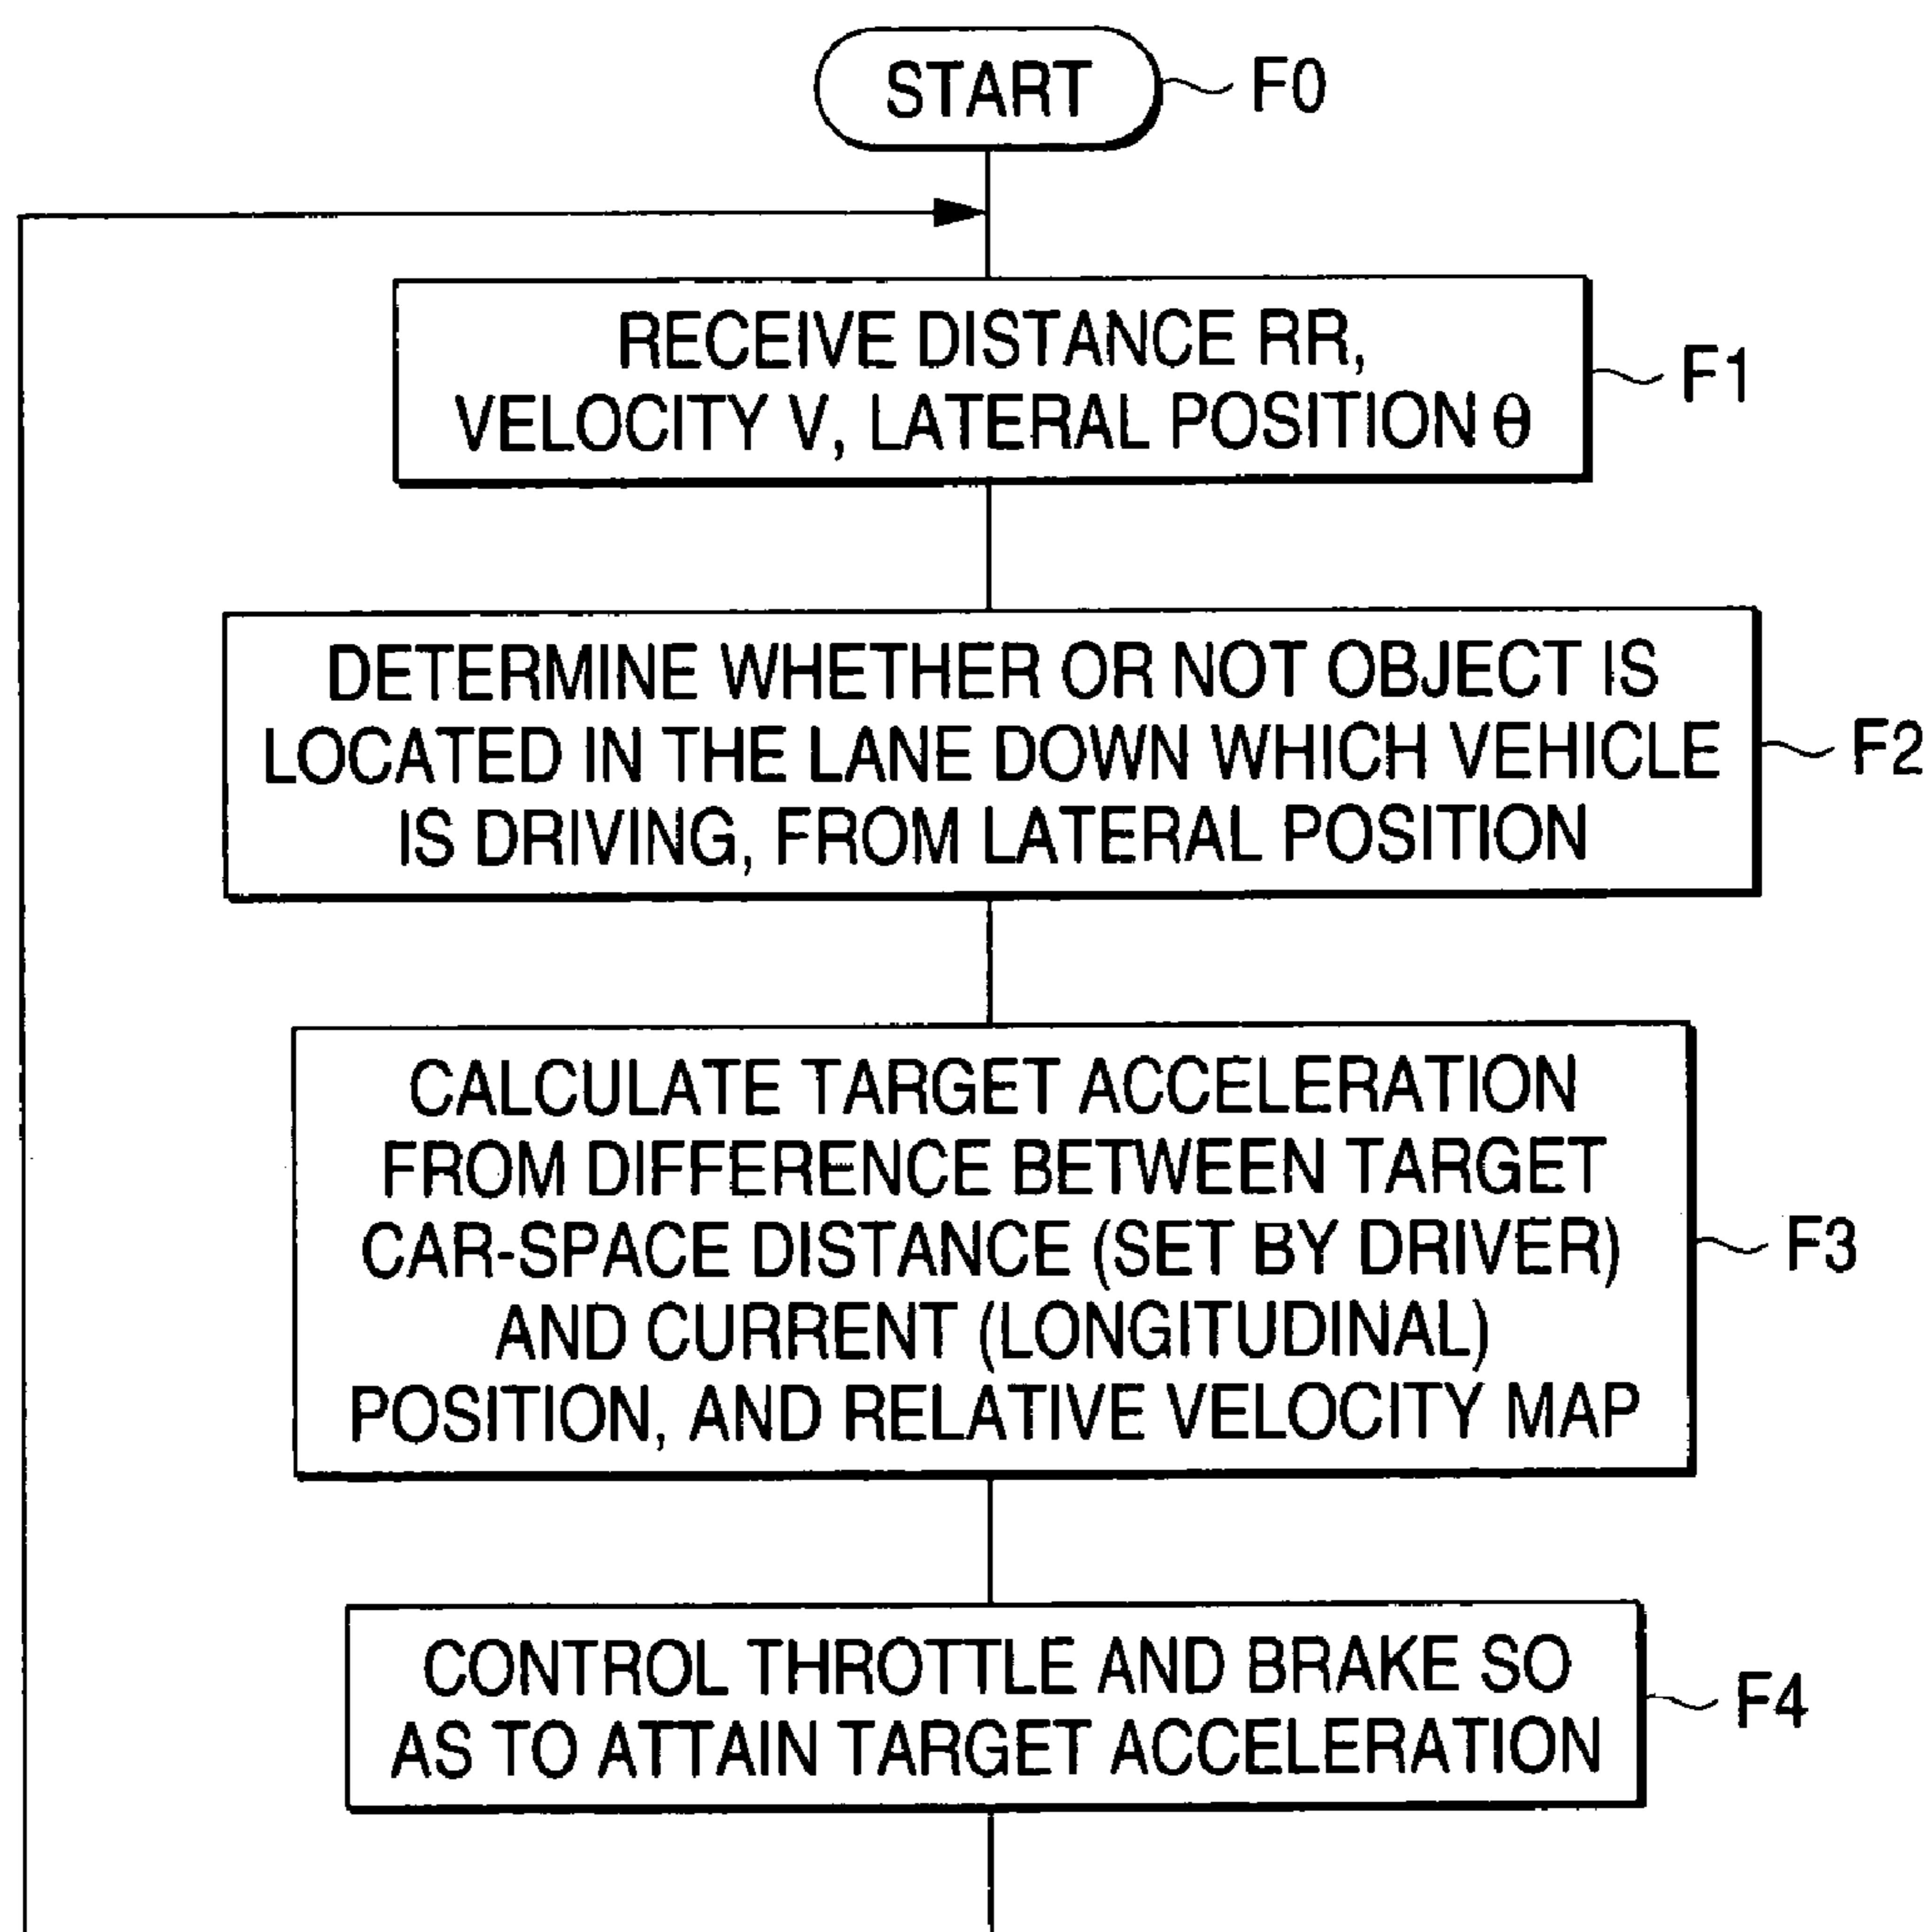 START
F0
RECEIVE DISTANCE RR,
VELOCITY V, LATERAL POSITION θ
F1
DETERMINE WHETHER OR NOT OBJECT IS
LOCATED IN THE LANE DOWN WHICH VEHICLE
IS DRIVING, FROM LATERAL POSITION
F2
CALCULATE TARGET ACCELERATION
FROM DIFFERENCE BETWEEN TARGET
CAR-SPACE DISTANCE (SET BY DRIVER)
AND CURRENT (LONGITUDINAL)
POSITION, AND RELATIVE VELOCITY MAP
F3
CONTROL THROTTLE AND BRAKE SO
AS TO ATTAIN TARGET ACCELERATION
F4